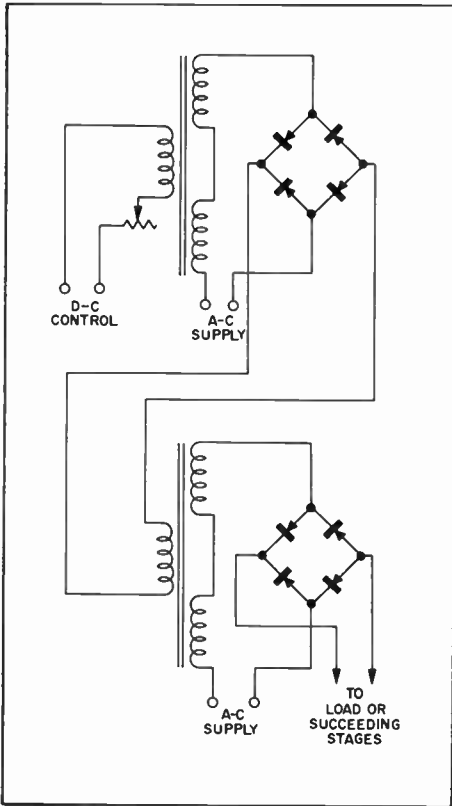 D-C
CONTROL
A-C
SUPPLY
A-C
SUPPLY
TO
LOAD OR
SUCCEEDING
STAGES